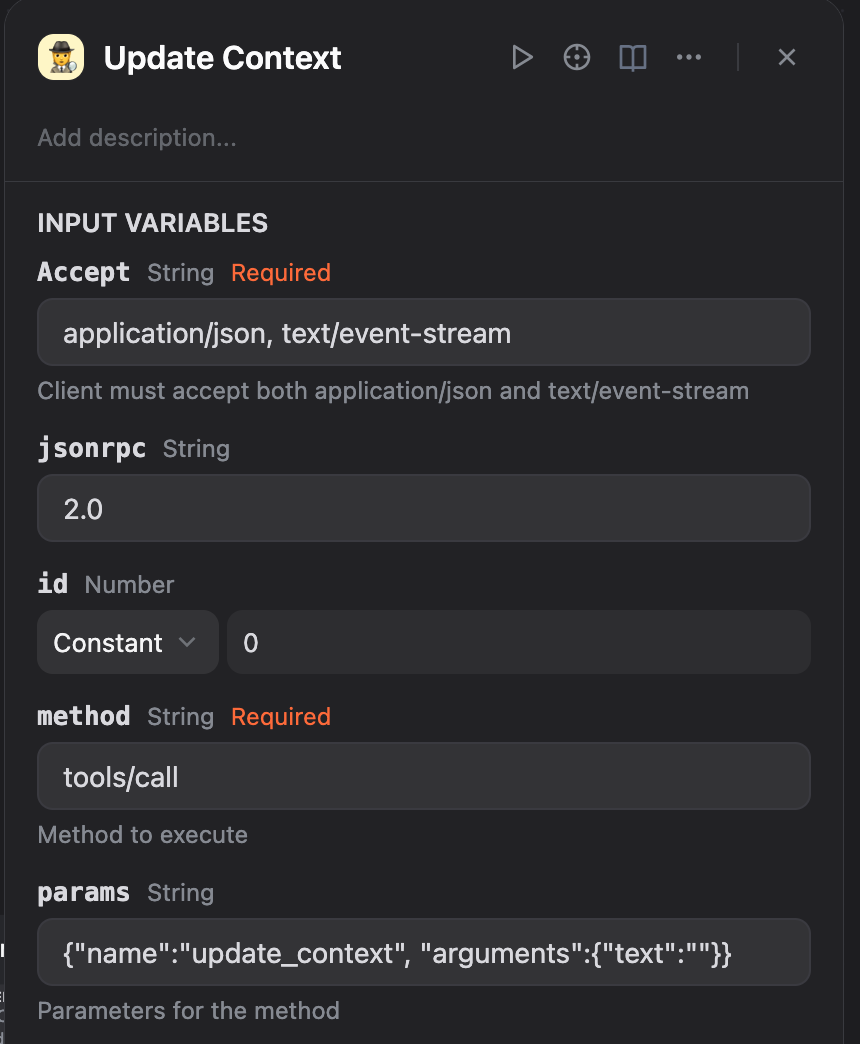 Update Context
Add description...
INPUT VARIABLES
Accept String Required
application/json, text/event-stream
Client must accept both application/json and text/event-stream
jsonrpc String
2.0
id Number
Constant 0
method String Required
tools/call
Method to execute
params String
{"name":"update_context", "arguments":{"text":""}}
Parameters for the method